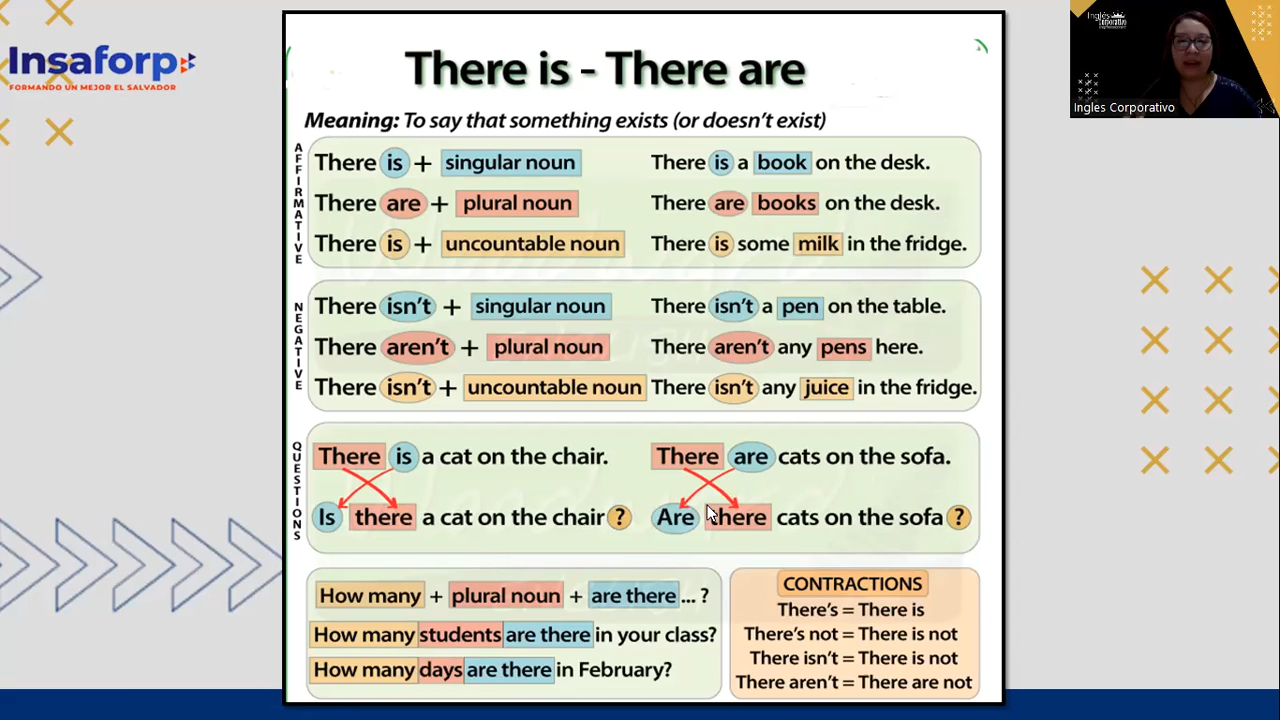 Insaforp
FORMANDO UN MEJOR EL SALVADOR
Inglés
Corporativo
Ingles Corporativo
There is - There are
Meaning: To say that something exists (or doesn't exist)
AFFIRMATIVE
There is + singular noun There is a book on the desk.
There are + plural noun There are books on the desk.
There is + uncountable noun There is some milk in the fridge.
NEGATIVE
There isn't + singular noun There isn't a pen on the table.
There aren't + plural noun There aren't any pens here.
There isn't + uncountable noun There isn't any juice in the fridge.
QUESTIONS
There is a cat on the chair. There are cats on the sofa.
Is there a cat on the chair ? Are there cats on the sofa ?
How many + plural noun + are there ... ?
How many students are there in your class?
How many days are there in February?
CONTRACTIONS
There's = There is
There's not = There is not
There isn't = There is not
There aren't = There are not